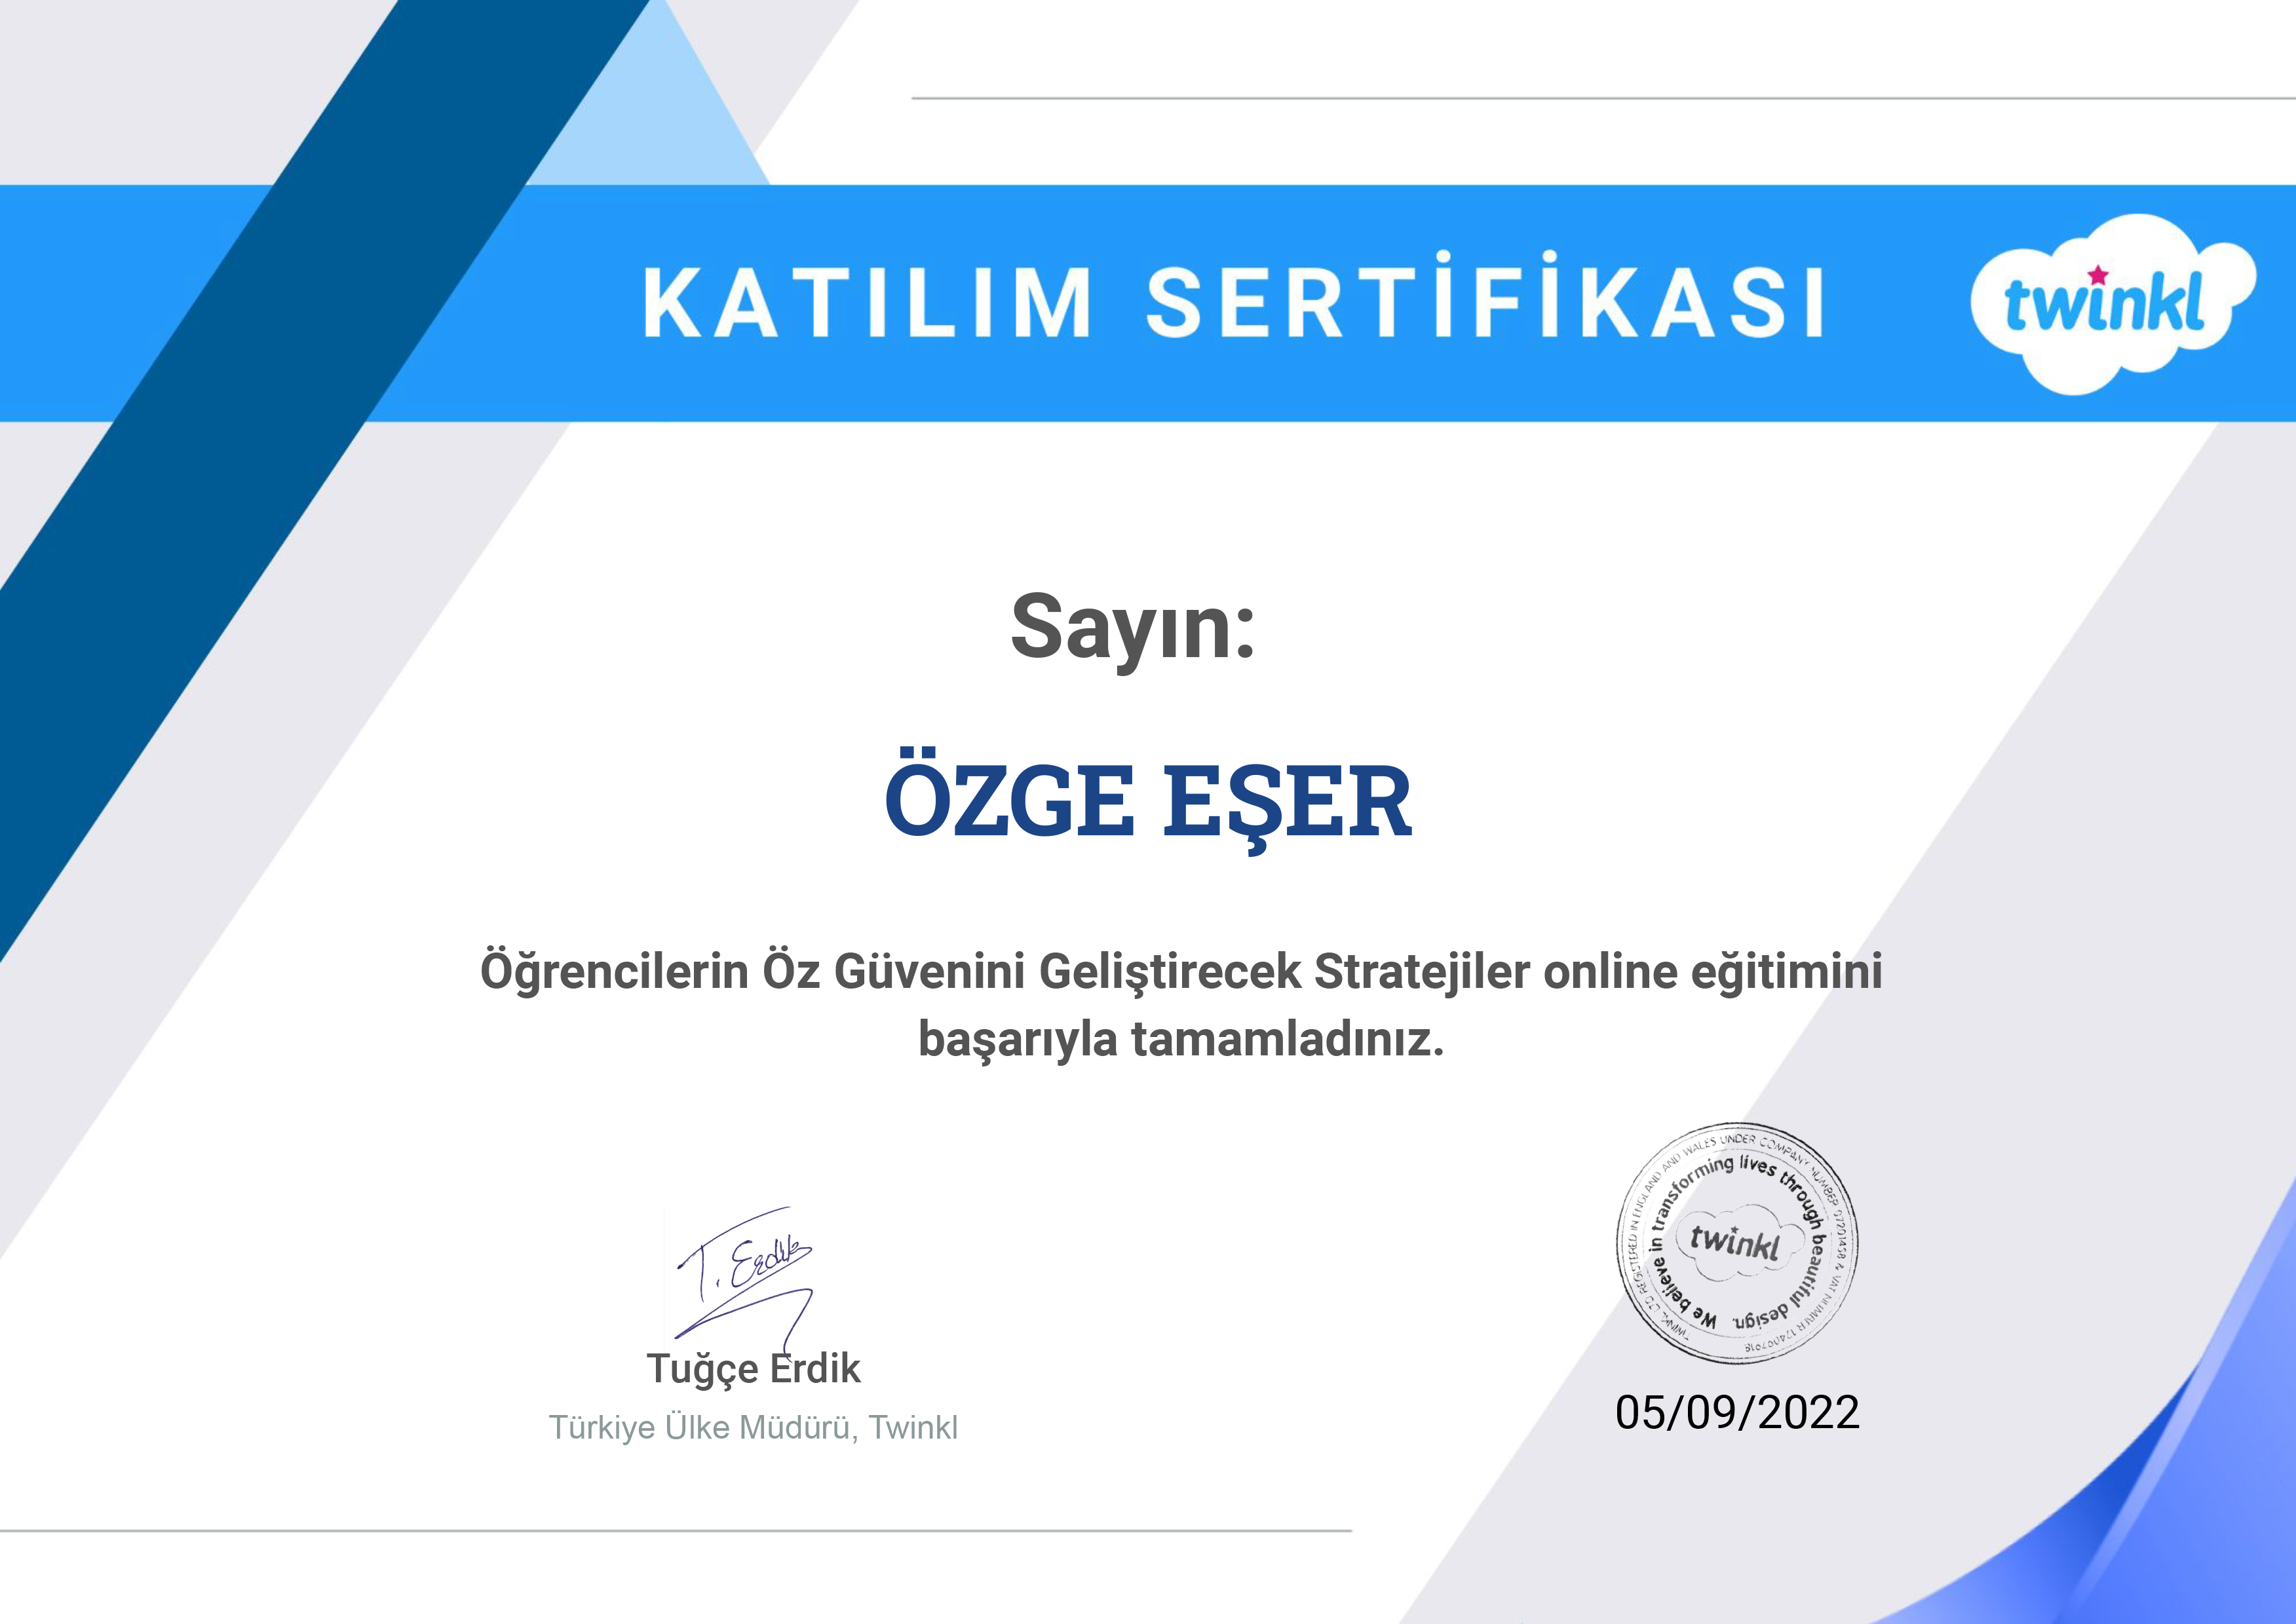 KATILIM SERTİFİKASI
twinkl
Sayın:
ÖZGE EŞER
Öğrencilerin Öz Güvenini Geliştirecek Stratejiler online eğitimini
başarıyla tamamladınız.
T. Erdik
Tuğçe Erdik
Türkiye Ülke Müdürü, Twinkl
TWINKL LTD REGISTERED IN ENGLAND AND WALES UNDER COMPANY NUMBER 07201458 & VAT NUMBER
We believe in transforming lives through beautiful design.
twinkl
05/09/2022